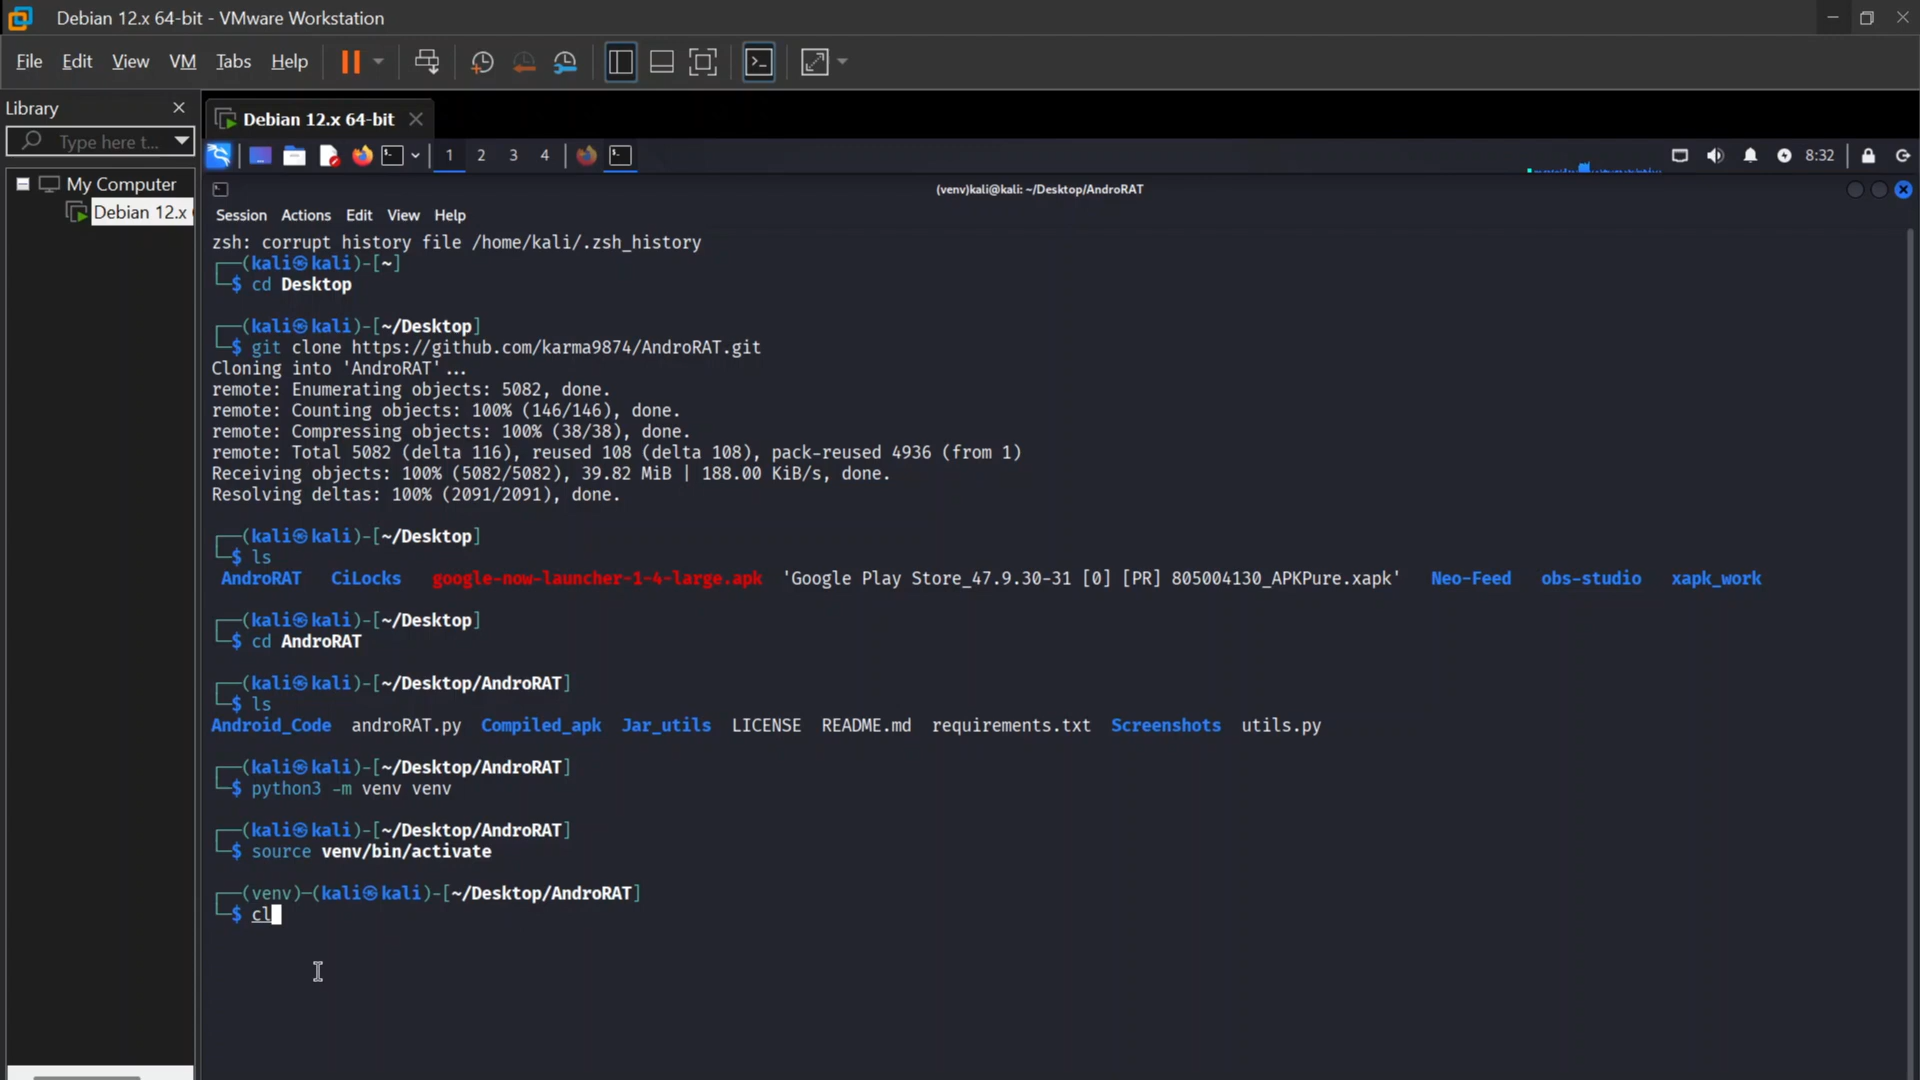 Debian 12.x 64-bit - VMware Workstation
File Edit View VM Tabs Help
Library
Debian 12.x 64-bit
Type here t...
1 2 3 4
8:32
My Computer
Debian 12.x
(venv)kali@kali: ~/Desktop/AndroRAT
Session Actions Edit View Help
zsh: corrupt history file /home/kali/.zsh_history
┌──(kali㉿kali)-[~]
└─$ cd Desktop
┌──(kali㉿kali)-[~/Desktop]
└─$ git clone https://github.com/karma9874/AndroRAT.git
Cloning into 'AndroRAT'...
remote: Enumerating objects: 5082, done.
remote: Counting objects: 100% (146/146), done.
remote: Compressing objects: 100% (38/38), done.
remote: Total 5082 (delta 116), reused 108 (delta 108), pack-reused 4936 (from 1)
Receiving objects: 100% (5082/5082), 39.82 MiB | 188.00 KiB/s, done.
Resolving deltas: 100% (2091/2091), done.
┌──(kali㉿kali)-[~/Desktop]
└─$ ls
AndroRAT CiLocks google-now-launcher-1-4-large.apk 'Google Play Store_47.9.30-31 [0] [PR] 805004130_APKPure.xapk' Neo-Feed obs-studio xapk_work
┌──(kali㉿kali)-[~/Desktop]
└─$ cd AndroRAT
┌──(kali㉿kali)-[~/Desktop/AndroRAT]
└─$ ls
Android_Code androRAT.py Compiled_apk Jar_utils LICENSE README.md requirements.txt Screenshots utils.py
┌──(kali㉿kali)-[~/Desktop/AndroRAT]
└─$ python3 -m venv venv
┌──(kali㉿kali)-[~/Desktop/AndroRAT]
└─$ source venv/bin/activate
┌──(venv)─(kali㉿kali)-[~/Desktop/AndroRAT]
└─$ cl